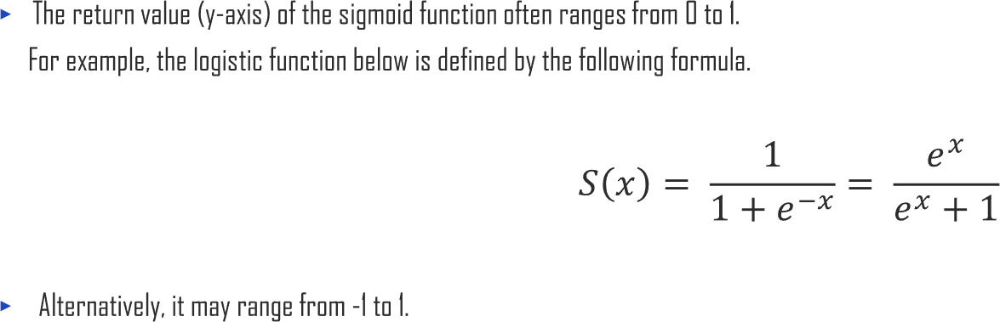 ► The return value (y-axis) of the sigmoid function often ranges from 0 to 1.
For example, the logistic function below is defined by the following formula.
S(x) = \frac{1}{1 + e^{-x}} = \frac{e^x}{e^x + 1}
► Alternatively, it may range from -1 to 1.